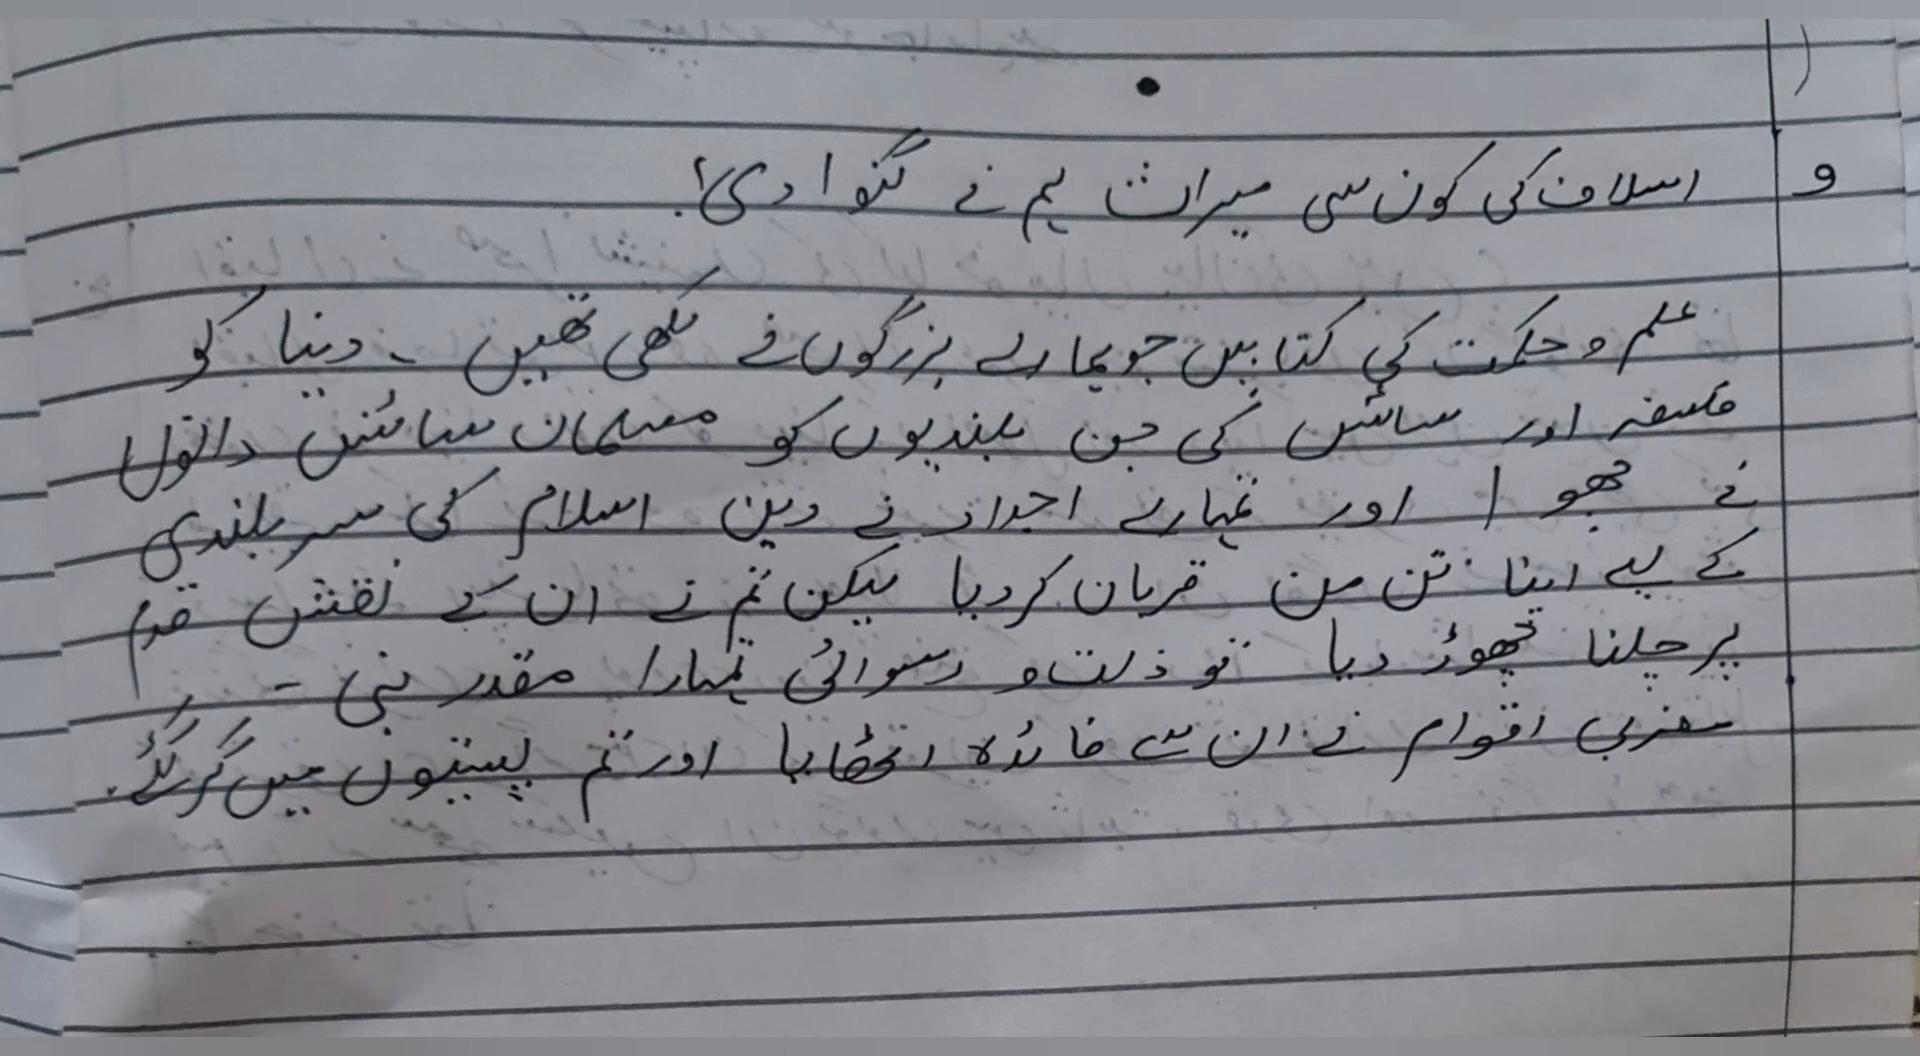 و اسلاف کی کون سی میراث ہم نے گنوا دی؟
علم و حکمت کی کتابیں جو ہمارے بزرگوں نے لکھی تھیں ۔ دینا کو
فلسفہ اور سائنس کی جن بلندیوں کو مسلمان سائنس دانوں
نے چھوا اور تمہارے اجداد نے دین اسلام کی سر بلندی
کے لیے اپنا تن من قربان کر دیا لیکن تم نے ان کے نقش قدم
پر چلنا چھوڑ دیا تو ذلت و رسوائی تمہارا مقدر بنی ۔
مغربی اقوام نے ان سے فائدہ اٹھایا اور تم پستیوں میں گر گئے۔